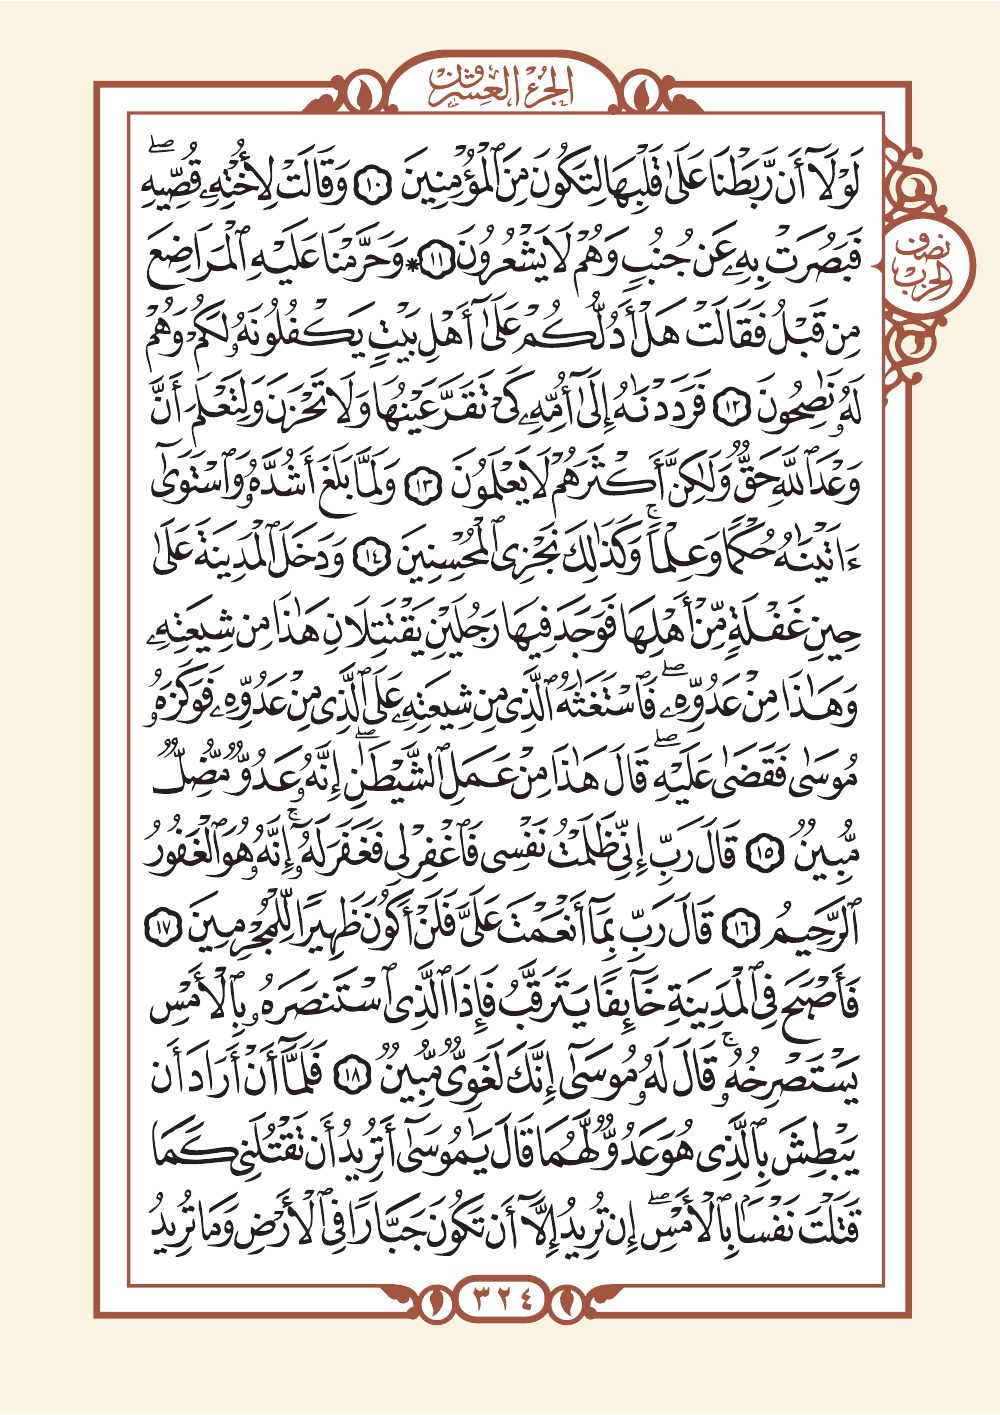 الجزء العشرون
لَوْلَآ أَن رَّبَطْنَا عَلَىٰ قَلْبِهَا لِتَكُونَ مِنَ ٱلْمُؤْمِنِينَ ١٠ وَقَالَتْ لِأُخْتِهِۦ قُصِّيهِۖ
فَبَصُرَتْ بِهِۦ عَن جُنُبٍ وَهُمْ لَا يَشْعُرُونَ ١١ * وَحَرَّمْنَا عَلَيْهِ ٱلْمَرَاضِعَ
نصف
الحزب
مِن قَبْلُ فَقَالَتْ هَلْ أَدُلُّكُمْ عَلَىٰٓ أَهْلِ بَيْتٍ يَكْفُلُونَهُۥ لَكُمْ وَهُمْ
لَهُۥ نَٰصِحُونَ ١٢ فَرَدَدْنَٰهُ إِلَىٰٓ أُمِّهِۦ كَىْ تَقَرَّ عَيْنُهَا وَلَا تَحْزَنَ وَلِتَعْلَمَ أَنَّ
وَعْدَ ٱللَّهِ حَقٌّ وَلَٰكِنَّ أَكْثَرَهُمْ لَا يَعْلَمُونَ ١٣ وَلَمَّا بَلَغَ أَشُدَّهُۥ وَٱسْتَوَىٰٓ
ءَاتَيْنَٰهُ حُكْمًا وَعِلْمًاۚ وَكَذَٰلِكَ نَجْزِى ٱلْمُحْسِنِينَ ١٤ وَدَخَلَ ٱلْمَدِينَةَ عَلَىٰ
حِينِ غَفْلَةٍ مِّنْ أَهْلِهَا فَوَجَدَ فِيهَا رَجُلَيْنِ يَقْتَتِلَانِ هَٰذَا مِن شِيعَتِهِۦ
وَهَٰذَا مِنْ عَدُوِّهِۦۖ فَٱسْتَغَٰثَهُ ٱلَّذِى مِن شِيعَتِهِۦ عَلَى ٱلَّذِى مِنْ عَدُوِّهِۦ فَوَكَزَهُۥ
مُوسَىٰ فَقَضَىٰ عَلَيْهِۖ قَالَ هَٰذَا مِنْ عَمَلِ ٱلشَّيْطَٰنِۖ إِنَّهُۥ عَدُوٌّ مُّضِلٌّ
مُّبِينٌ ١٥ قَالَ رَبِّ إِنِّى ظَلَمْتُ نَفْسِى فَٱغْفِرْ لِى فَغَفَرَ لَهُۥٓۚ إِنَّهُۥ هُوَ ٱلْغَفُورُ
ٱلرَّحِيمُ ١٦ قَالَ رَبِّ بِمَآ أَنْعَمْتَ عَلَىَّ فَلَنْ أَكُونَ ظَهِيرًا لِّلْمُجْرِمِينَ ١٧
فَأَصْبَحَ فِى ٱلْمَدِينَةِ خَآئِفًا يَتَرَقَّبُ فَإِذَا ٱلَّذِى ٱسْتَنصَرَهُۥ بِٱلْأَمْسِ
يَسْتَصْرِخُهُۥۚ قَالَ لَهُۥ مُوسَىٰٓ إِنَّكَ لَغَوِىٌّ مُّبِينٌ ١٨ فَلَمَّآ أَنْ أَرَادَ أَن
يَبْطِشَ بِٱلَّذِى هُوَ عَدُوٌّ لَّهُمَا قَالَ يَٰمُوسَىٰٓ أَتُرِيدُ أَن تَقْتُلَنِى كَمَا
قَتَلْتَ نَفْسًۢا بِٱلْأَمْسِۖ إِن تُرِيدُ إِلَّآ أَن تَكُونَ جَبَّارًا فِى ٱلْأَرْضِ وَمَا تُرِيدُ
٣٢٤